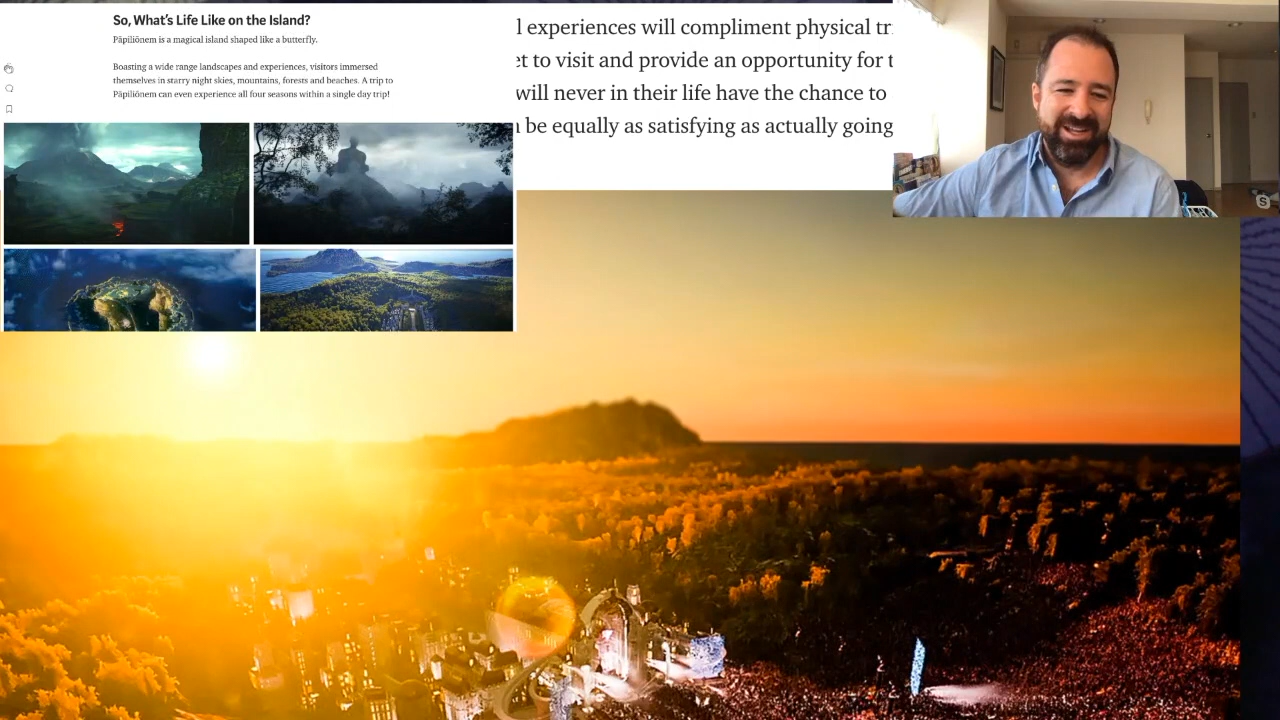 So, What's Life Like on the Island?
Pāpiliōnem is a magical island shaped like a butterfly.
Boasting a wide range landscapes and experiences, visitors immersed
themselves in starry night skies, mountains, forests and beaches. A trip to
Pāpiliōnem can even experience all four seasons within a single day trip!
l experiences will compliment physical tr
et to visit and provide an opportunity for t
will never in their life have the chance to
be equally as satisfying as actually going